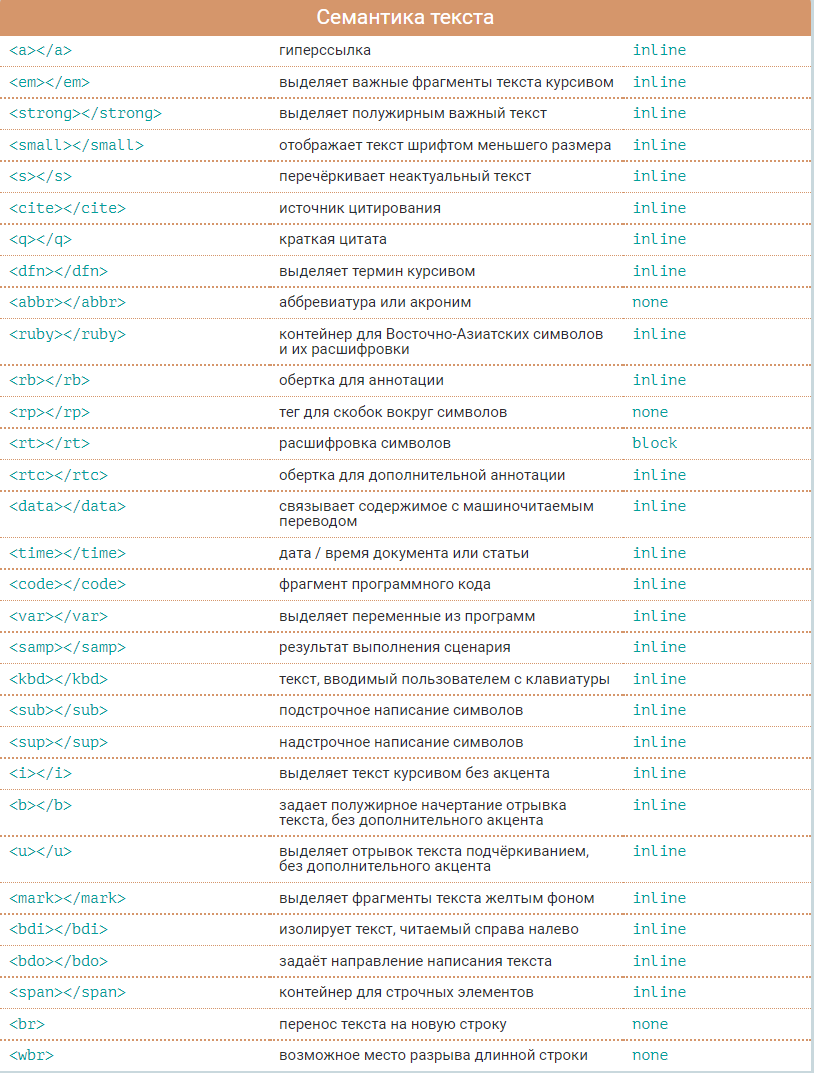 Семантика текста
<a></a> гиперссылка inline
<em></em> выделяет важные фрагменты текста курсивом inline
<strong></strong> выделяет полужирным важный текст inline
<small></small> отображает текст шрифтом меньшего размера inline
<s></s> перечёркивает неактуальный текст inline
<cite></cite> источник цитирования inline
<q></q> краткая цитата inline
<dfn></dfn> выделяет термин курсивом inline
<abbr></abbr> аббревиатура или акроним none
<ruby></ruby> контейнер для Восточно-Азиатских символов inline
и их расшифровки
<rb></rb> обертка для аннотации inline
<rp></rp> тег для скобок вокруг символов none
<rt></rt> расшифровка символов block
<rtc></rtc> обертка для дополнительной аннотации inline
<data></data> связывает содержимое с машиночитаемым inline
переводом
<time></time> дата / время документа или статьи inline
<code></code> фрагмент программного кода inline
<var></var> выделяет переменные из программ inline
<samp></samp> результат выполнения сценария inline
<kbd></kbd> текст, вводимый пользователем с клавиатуры inline
<sub></sub> подстрочное написание символов inline
<sup></sup> надстрочное написание символов inline
<i></i> выделяет текст курсивом без акцента inline
<b></b> задает полужирное начертание отрывка inline
текста, без дополнительного акцента
<u></u> выделяет отрывок текста подчёркиванием, inline
без дополнительного акцента
<mark></mark> выделяет фрагменты текста желтым фоном inline
<bdi></bdi> изолирует текст, читаемый справа налево inline
<bdo></bdo> задаёт направление написания текста inline
<span></span> контейнер для строчных элементов inline
<br> перенос текста на новую строку none
<wbr> возможное место разрыва длинной строки none